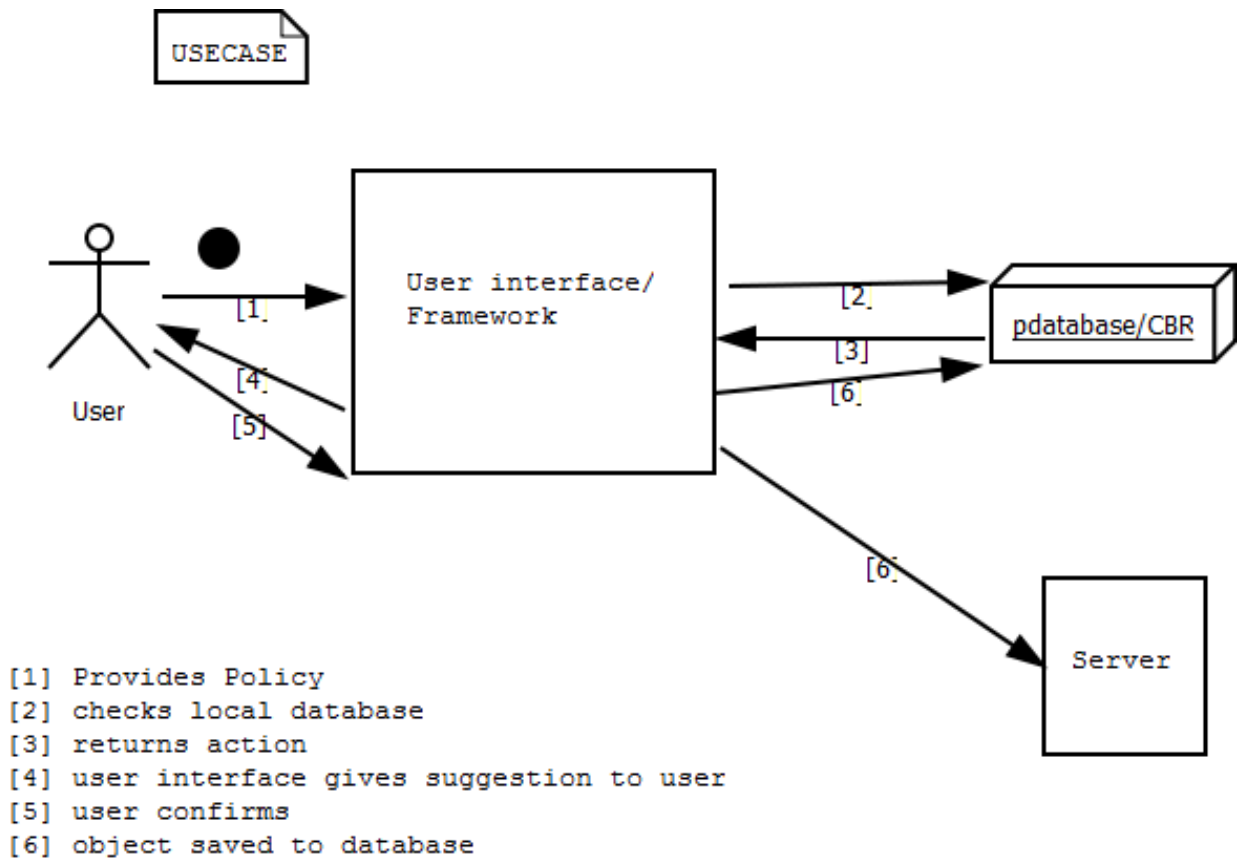 USECASE
User interface/
Framework
[1]
[2]
pdatabase/CBR
[3]
[4]
[6]
User
[5]
[6]
Server
[1] Provides Policy
[2] checks local database
[3] returns action
[4] user interface gives suggestion to user
[5] user confirms
[6] object saved to database